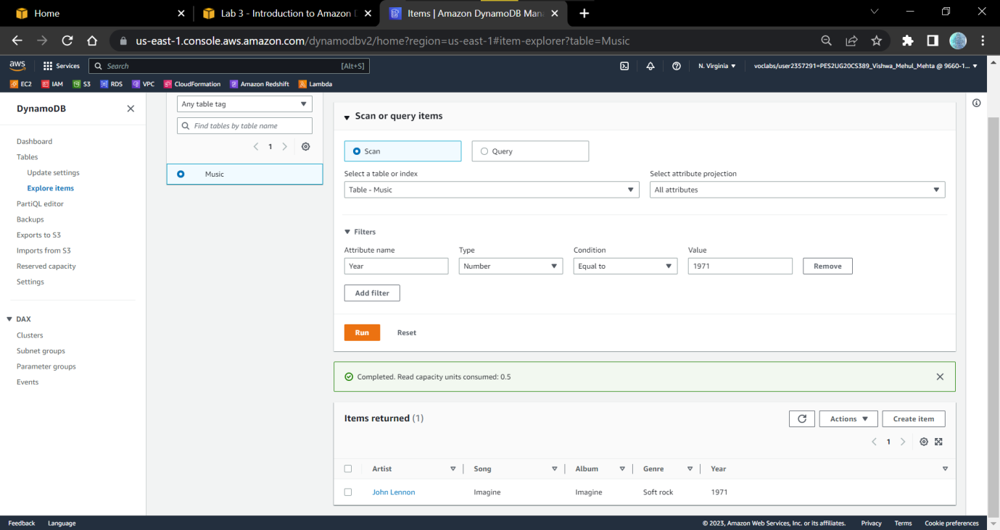 Home
Lab 3 - Introduction to Amazon D
Items | Amazon DynamoDB Mana
us-east-1.console.aws.amazon.com/dynamodbv2/home?region=us-east-1#item-explorer?table=Music
aws
Services
Search
[Alt+S]
N. Virginia
voclabs/user2357291=PES2UG20CS389_Vishwa_Mehul_Mehta @ 9660-1...
EC2
IAM
S3
RDS
VPC
CloudFormation
Amazon Redshift
Lambda
DynamoDB
Dashboard
Tables
Update settings
Explore items
PartiQL editor
Backups
Exports to S3
Imports from S3
Reserved capacity
Settings
DAX
Clusters
Subnet groups
Parameter groups
Events
Any table tag
Find tables by table name
1
Music
Scan or query items
Scan
Query
Select a table or index
Select attribute projection
Table - Music
All attributes
Filters
Attribute name Type Condition Value
Year Number Equal to 1971 Remove
Add filter
Run Reset
Completed. Read capacity units consumed: 0.5
Items returned (1)
Actions
Create item
1
Artist Song Album Genre Year
John Lennon Imagine Imagine Soft rock 1971
Feedback Language
© 2023, Amazon Web Services, Inc. or its affiliates. Privacy Terms Cookie preferences